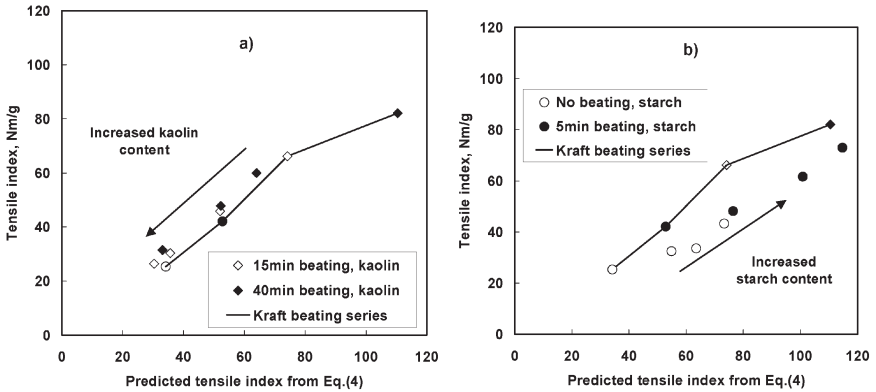 a)
Tensile index, Nm/g
120
100
80
60
40
20
0
Increased kaolin
content
15min beating, kaolin
40min beating, kaolin
Kraft beating series
0 20 40 60 80 100 120
Predicted tensile index from Eq.(4)
b)
Tensile index, Nm/g
120
100
80
60
40
20
0
No beating, starch
5min beating, starch
Kraft beating series
Increased
starch content
0 20 40 60 80 100 120
Predicted tensile index from Eq.(4)